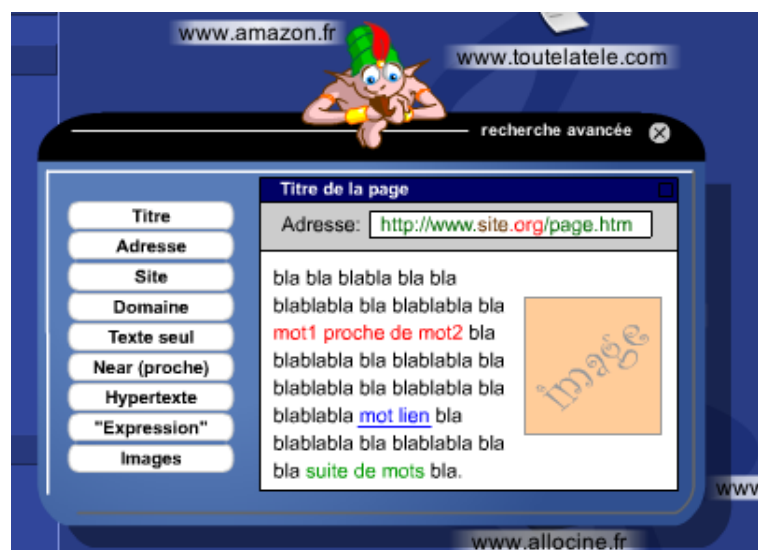 www.amazon.fr
www.toutelatele.com
recherche avancée
Titre
Adresse
Site
Domaine
Texte seul
Near (proche)
Hypertexte
"Expression"
Images
Titre de la page
Adresse: http://www.site.org/page.htm
bla bla blabla bla bla
blablabla bla blablabla bla
mot1 proche de mot2 bla
blablabla bla blablabla bla
blablabla bla blablabla bla
blablabla mot lien bla
blablabla bla blablabla bla
bla suite de mots bla.
image
www
www.allocine.fr